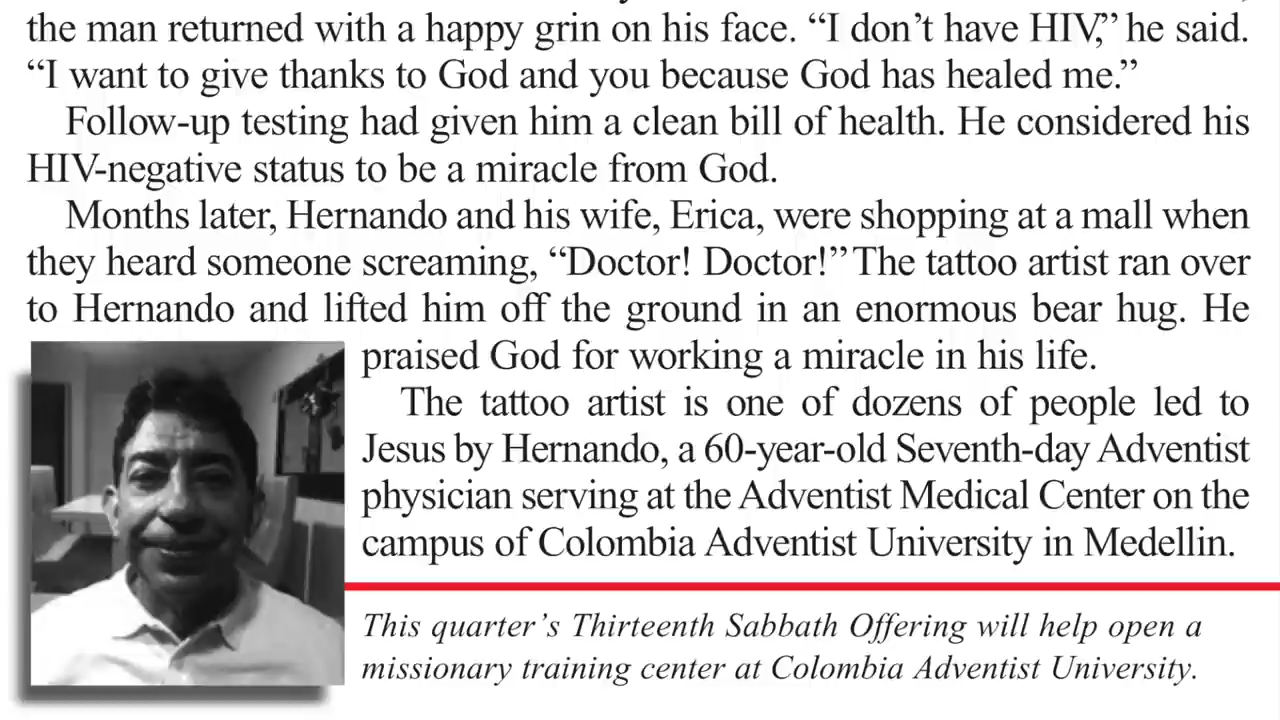 the man returned with a happy grin on his face. “I don’t have HIV,” he said.
“I want to give thanks to God and you because God has healed me.”
Follow-up testing had given him a clean bill of health. He considered his
HIV-negative status to be a miracle from God.
Months later, Hernando and his wife, Erica, were shopping at a mall when
they heard someone screaming, “Doctor! Doctor!” The tattoo artist ran over
to Hernando and lifted him off the ground in an enormous bear hug. He
praised God for working a miracle in his life.
The tattoo artist is one of dozens of people led to
Jesus by Hernando, a 60-year-old Seventh-day Adventist
physician serving at the Adventist Medical Center on the
campus of Colombia Adventist University in Medellin.
This quarter’s Thirteenth Sabbath Offering will help open a
missionary training center at Colombia Adventist University.